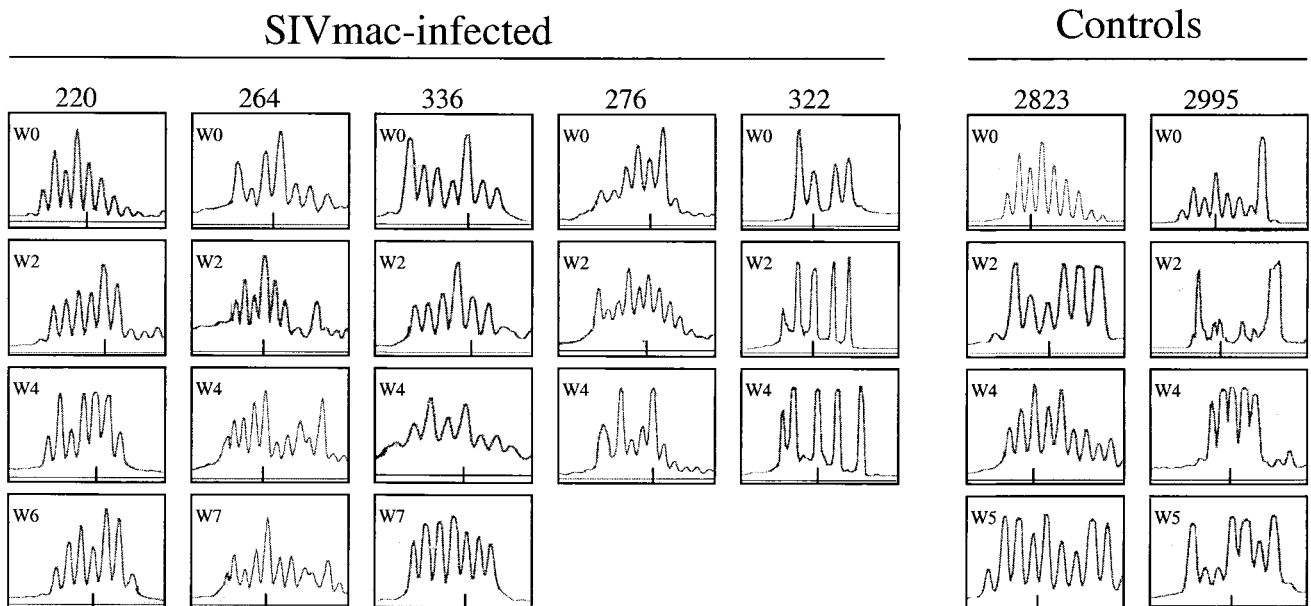 SIVmac-infected Controls
220 264 336 276 322 2823 2995
W0 W0 W0 W0 W0 W0 W0
W2 W2 W2 W2 W2 W2 W2
W4 W4 W4 W4 W4 W4 W4
W6 W7 W7 W5 W5